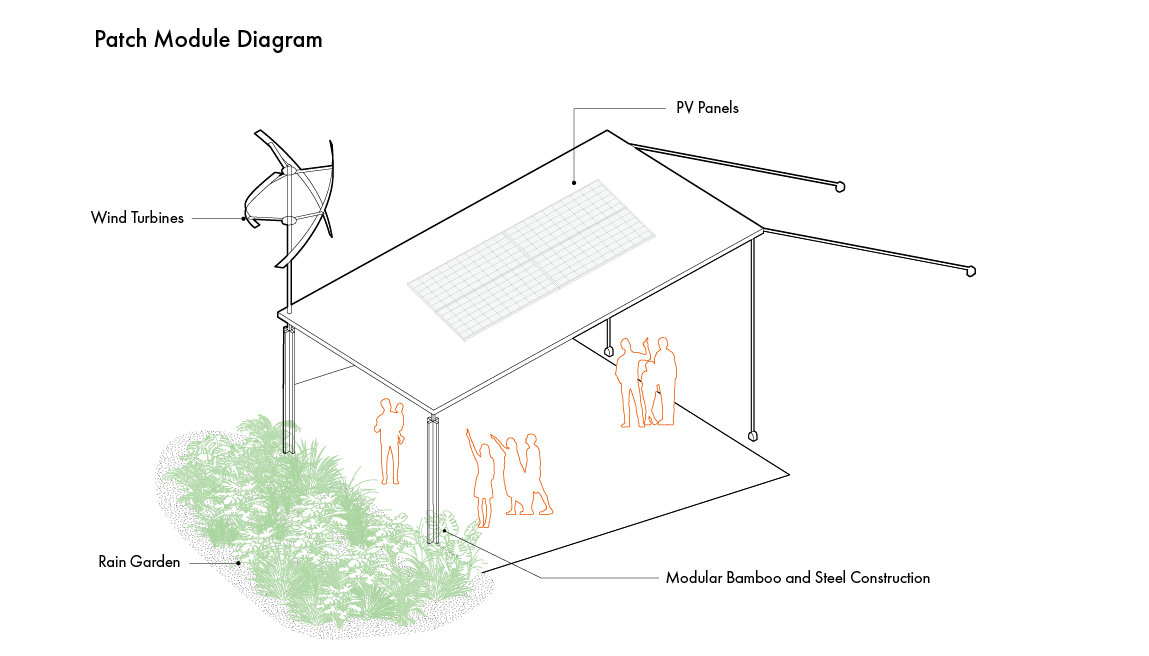 Patch Module Diagram
PV Panels
Wind Turbines
Rain Garden
Modular Bamboo and Steel Construction